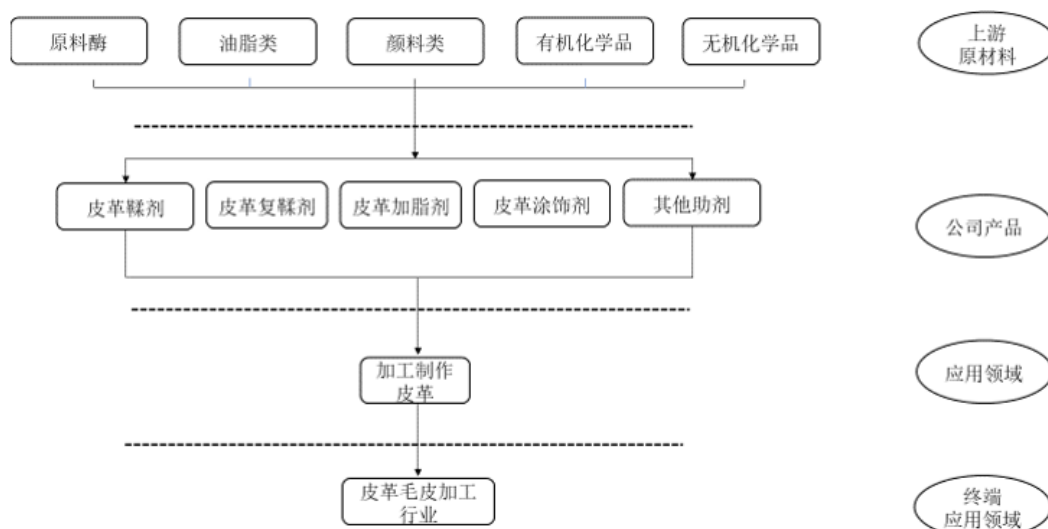 原料酶
油脂类
颜料类
有机化学品
无机化学品
上游
原材料
皮革鞣剂
皮革复鞣剂
皮革加脂剂
皮革涂饰剂
其他助剂
公司产品
加工制作
皮革
应用领域
皮革毛皮加工
行业
终端
应用领域